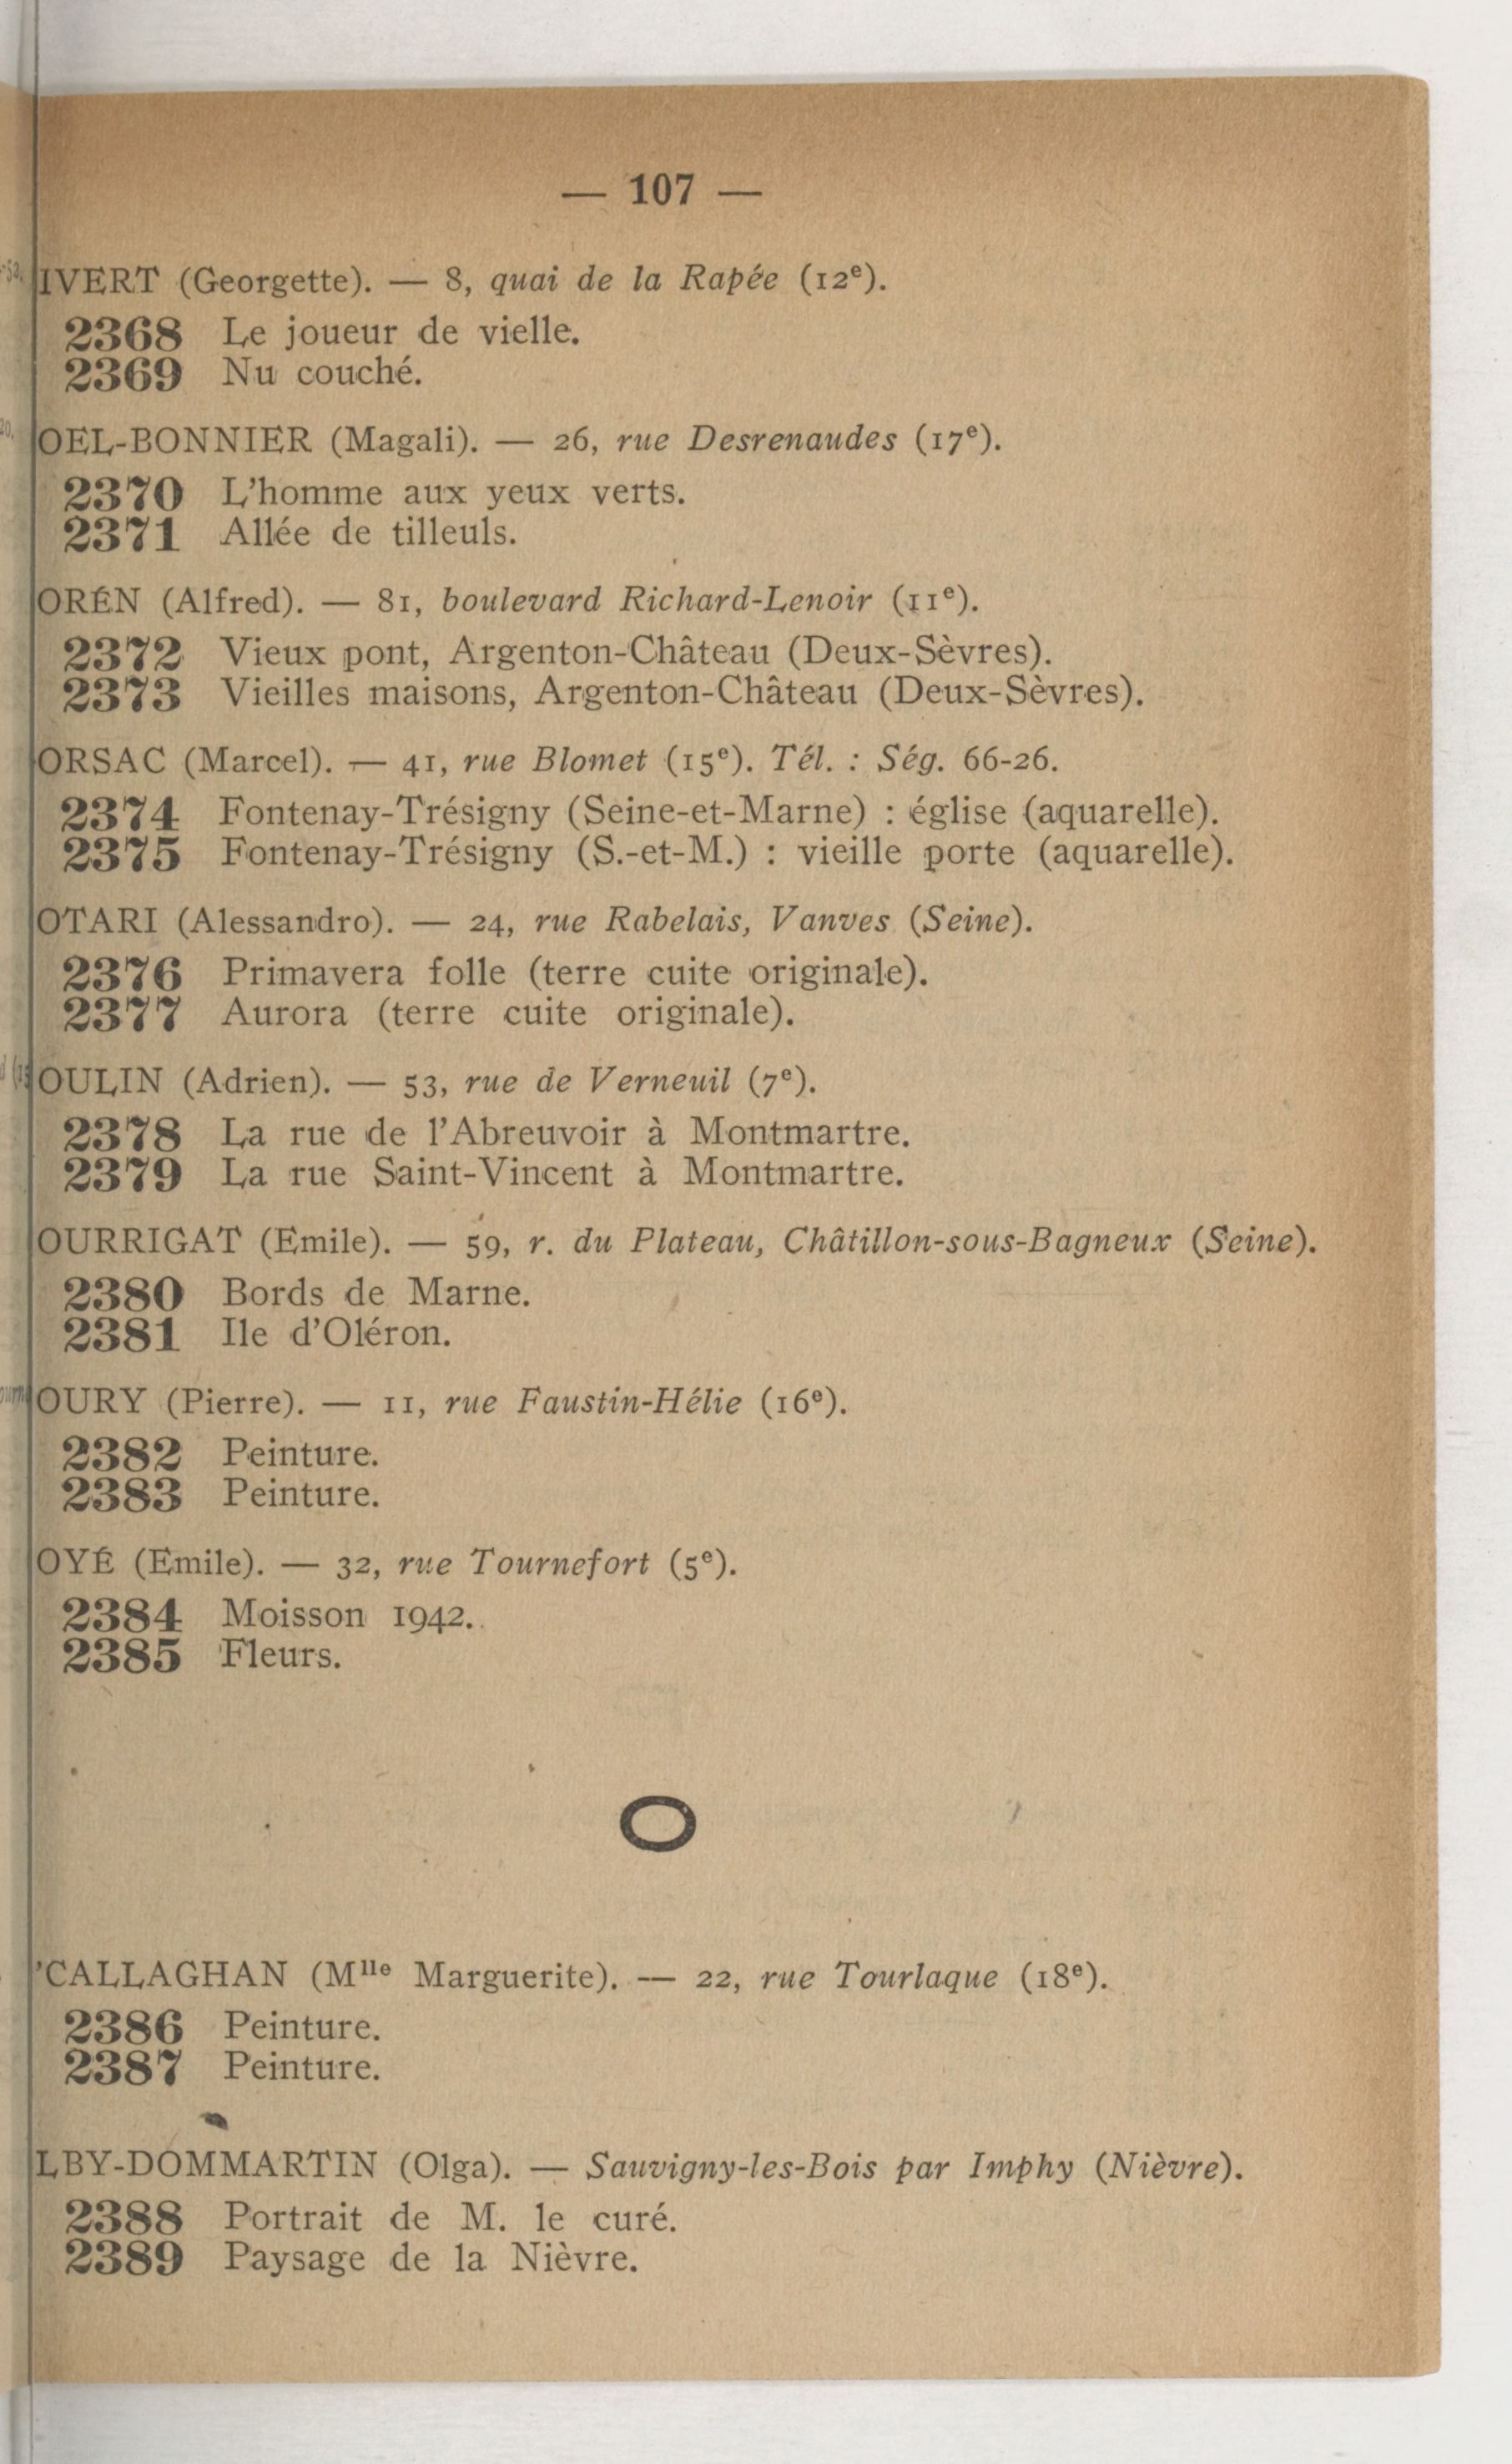 — 107 —
IVERT (Georgette). — 8, quai de la Rapée (12e).
2368 Le joueur de vielle.
2369 Nu couché.
OEL-BONNIER (Magali). — 26, rue Desrenaudes (17e).
2370 L'homme aux yeux verts.
2371 Allée de tilleuls.
ORÉN (Alfred). — 81, boulevard Richard-Lenoir (11e).
2372 Vieux pont, Argenton-Château (Deux-Sèvres).
2373 Vieilles maisons, Argenton-Château (Deux-Sèvres).
ORSAC (Marcel). — 41, rue Blomet (15e). Tél. : Ség. 66-26.
2374 Fontenay-Trésigny (Seine-et-Marne) : église (aquarelle).
2375 Fontenay-Trésigny (S.-et-M.) : vieille porte (aquarelle).
OTARI (Alessandro). — 24, rue Rabelais, Vanves (Seine).
2376 Primavera folle (terre cuite originale).
2377 Aurora (terre cuite originale).
OULIN (Adrien). — 53, rue de Verneuil (7e).
2378 La rue de l'Abreuvoir à Montmartre.
2379 La rue Saint-Vincent à Montmartre.
OURRIGAT (Emile). — 59, r. du Plateau, Châtillon-sous-Bagneux (Seine).
2380 Bords de Marne.
2381 Ile d'Oléron.
OURY (Pierre). — 11, rue Faustin-Hélie (16e).
2382 Peinture.
2383 Peinture.
OYÉ (Emile). — 32, rue Tournefort (5e).
2384 Moisson 1942.
2385 Fleurs.
O
'CALLAGHAN (Mlle Marguerite). — 22, rue Tourlaque (18e).
2386 Peinture.
2387 Peinture.
LBY-DOMMARTIN (Olga). — Sauvigny-les-Bois par Imphy (Nièvre).
2388 Portrait de M. le curé.
2389 Paysage de la Nièvre.